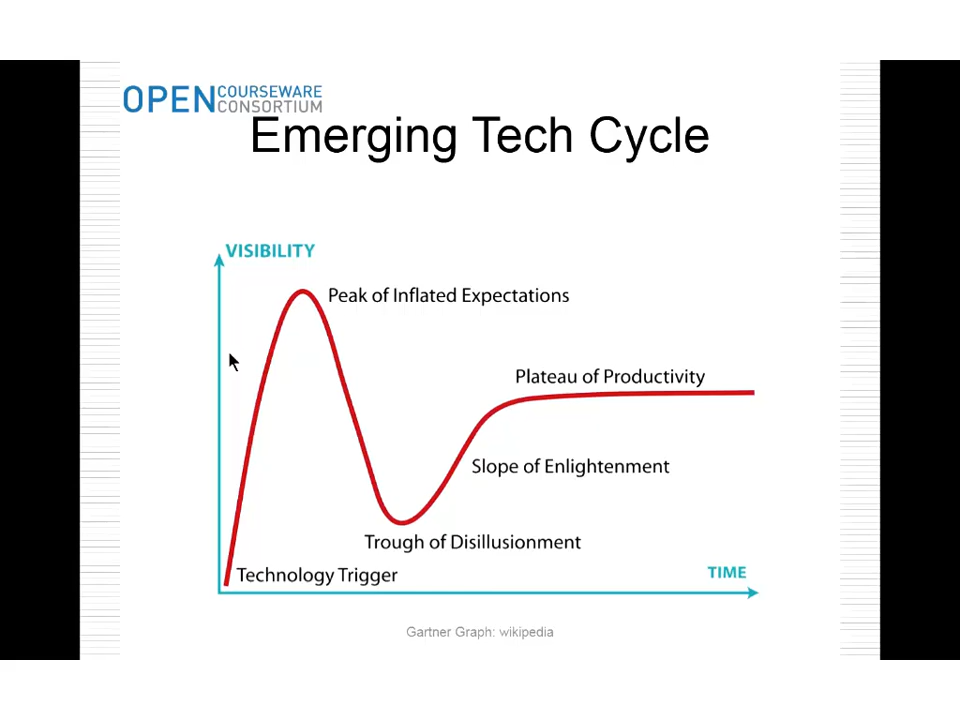 OPEN COURSEWARE
CONSORTIUM
Emerging Tech Cycle
VISIBILITY
Peak of Inflated Expectations
Plateau of Productivity
Slope of Enlightenment
Trough of Disillusionment
Technology Trigger
TIME
Gartner Graph: wikipedia